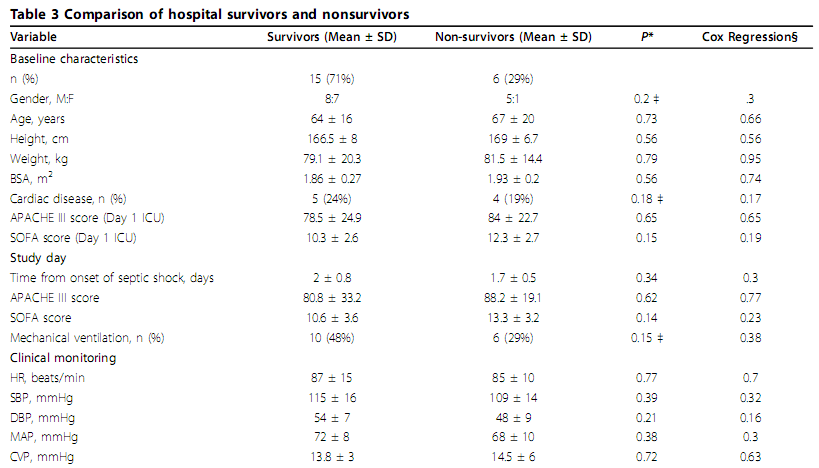 Table 3 Comparison of hospital survivors and nonsurvivors
Variable Survivors (Mean ± SD) Non-survivors (Mean ± SD) P* Cox Regression§
Baseline characteristics
n (%) 15 (71%) 6 (29%)
Gender, M:F 8:7 5:1 0.2 ‡ .3
Age, years 64 ± 16 67 ± 20 0.73 0.66
Height, cm 166.5 ± 8 169 ± 6.7 0.56 0.56
Weight, kg 79.1 ± 20.3 81.5 ± 14.4 0.79 0.95
BSA, m² 1.86 ± 0.27 1.93 ± 0.2 0.56 0.74
Cardiac disease, n (%) 5 (24%) 4 (19%) 0.18 ‡ 0.17
APACHE III score (Day 1 ICU) 78.5 ± 24.9 84 ± 22.7 0.65 0.65
SOFA score (Day 1 ICU) 10.3 ± 2.6 12.3 ± 2.7 0.15 0.19
Study day
Time from onset of septic shock, days 2 ± 0.8 1.7 ± 0.5 0.34 0.3
APACHE III score 80.8 ± 33.2 88.2 ± 19.1 0.62 0.77
SOFA score 10.6 ± 3.6 13.3 ± 3.2 0.14 0.23
Mechanical ventilation, n (%) 10 (48%) 6 (29%) 0.15 ‡ 0.38
Clinical monitoring
HR, beats/min 87 ± 15 85 ± 10 0.77 0.7
SBP, mmHg 115 ± 16 109 ± 14 0.39 0.32
DBP, mmHg 54 ± 7 48 ± 9 0.21 0.16
MAP, mmHg 72 ± 8 68 ± 10 0.38 0.3
CVP, mmHg 13.8 ± 3 14.5 ± 6 0.72 0.63